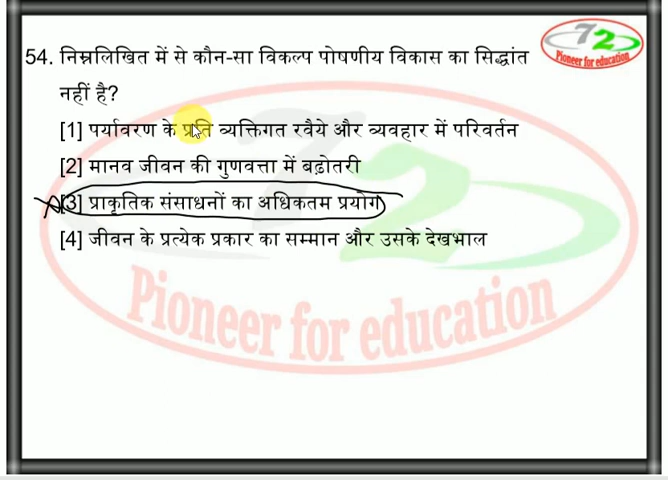 72
Pioneer for education
54. निम्नलिखित में से कौन-सा विकल्प पोषणीय विकास का सिद्धांत
नहीं है?
[1] पर्यावरण के प्रति व्यक्तिगत रवैये और व्यवहार में परिवर्तन
[2] मानव जीवन की गुणवत्ता में बढ़ोतरी
[3] प्राकृतिक संसाधनों का अधिकतम प्रयोग
[4] जीवन के प्रत्येक प्रकार का सम्मान और उसके देखभाल
72
Pioneer for education